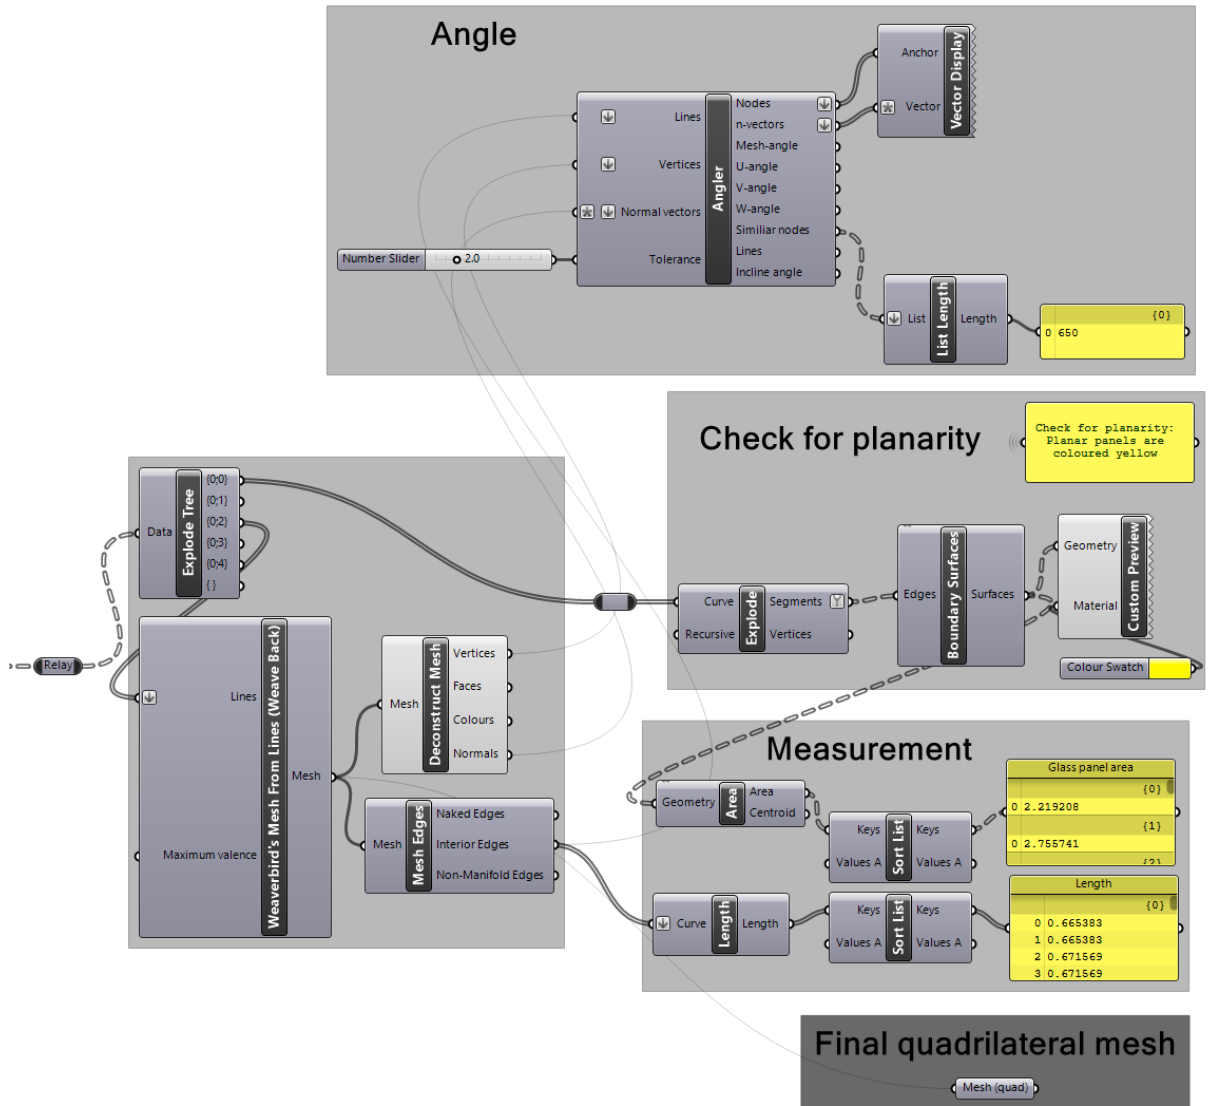 Angle
Anchor
Vector
Vector Display
Lines
Vertices
Normal vectors
Tolerance
Angler
Nodes
n-vectors
Mesh-angle
U-angle
V-angle
W-angle
Similiar nodes
Lines
Incline angle
Number Slider
2.0
List
List Length
Length
{0}
0 650
Check for planarity
Check for planarity:
Planar panels are
coloured yellow
Data
Explode Tree
{0;0}
{0;1}
{0;2}
{0;3}
{0;4}
{ }
Relay
Lines
Maximum valence
Weaverbird's Mesh From Lines (Weave Back)
Mesh
Mesh
Deconstruct Mesh
Vertices
Faces
Colours
Normals
Mesh
Mesh Edges
Naked Edges
Interior Edges
Non-Manifold Edges
Curve
Recursive
Explode
Segments
Vertices
Edges
Boundary Surfaces
Surfaces
Geometry
Material
Custom Preview
Colour Swatch
Measurement
Geometry
Area
Area
Centroid
Keys
Values A
Sort List
Keys
Values A
Glass panel area
{0}
0 2.219208
{1}
0 2.755741
{2}
Curve
Length
Length
Keys
Values A
Sort List
Keys
Values A
Length
{0}
0 0.665383
1 0.665383
2 0.671569
3 0.671569
Final quadrilateral mesh
Mesh (quad)